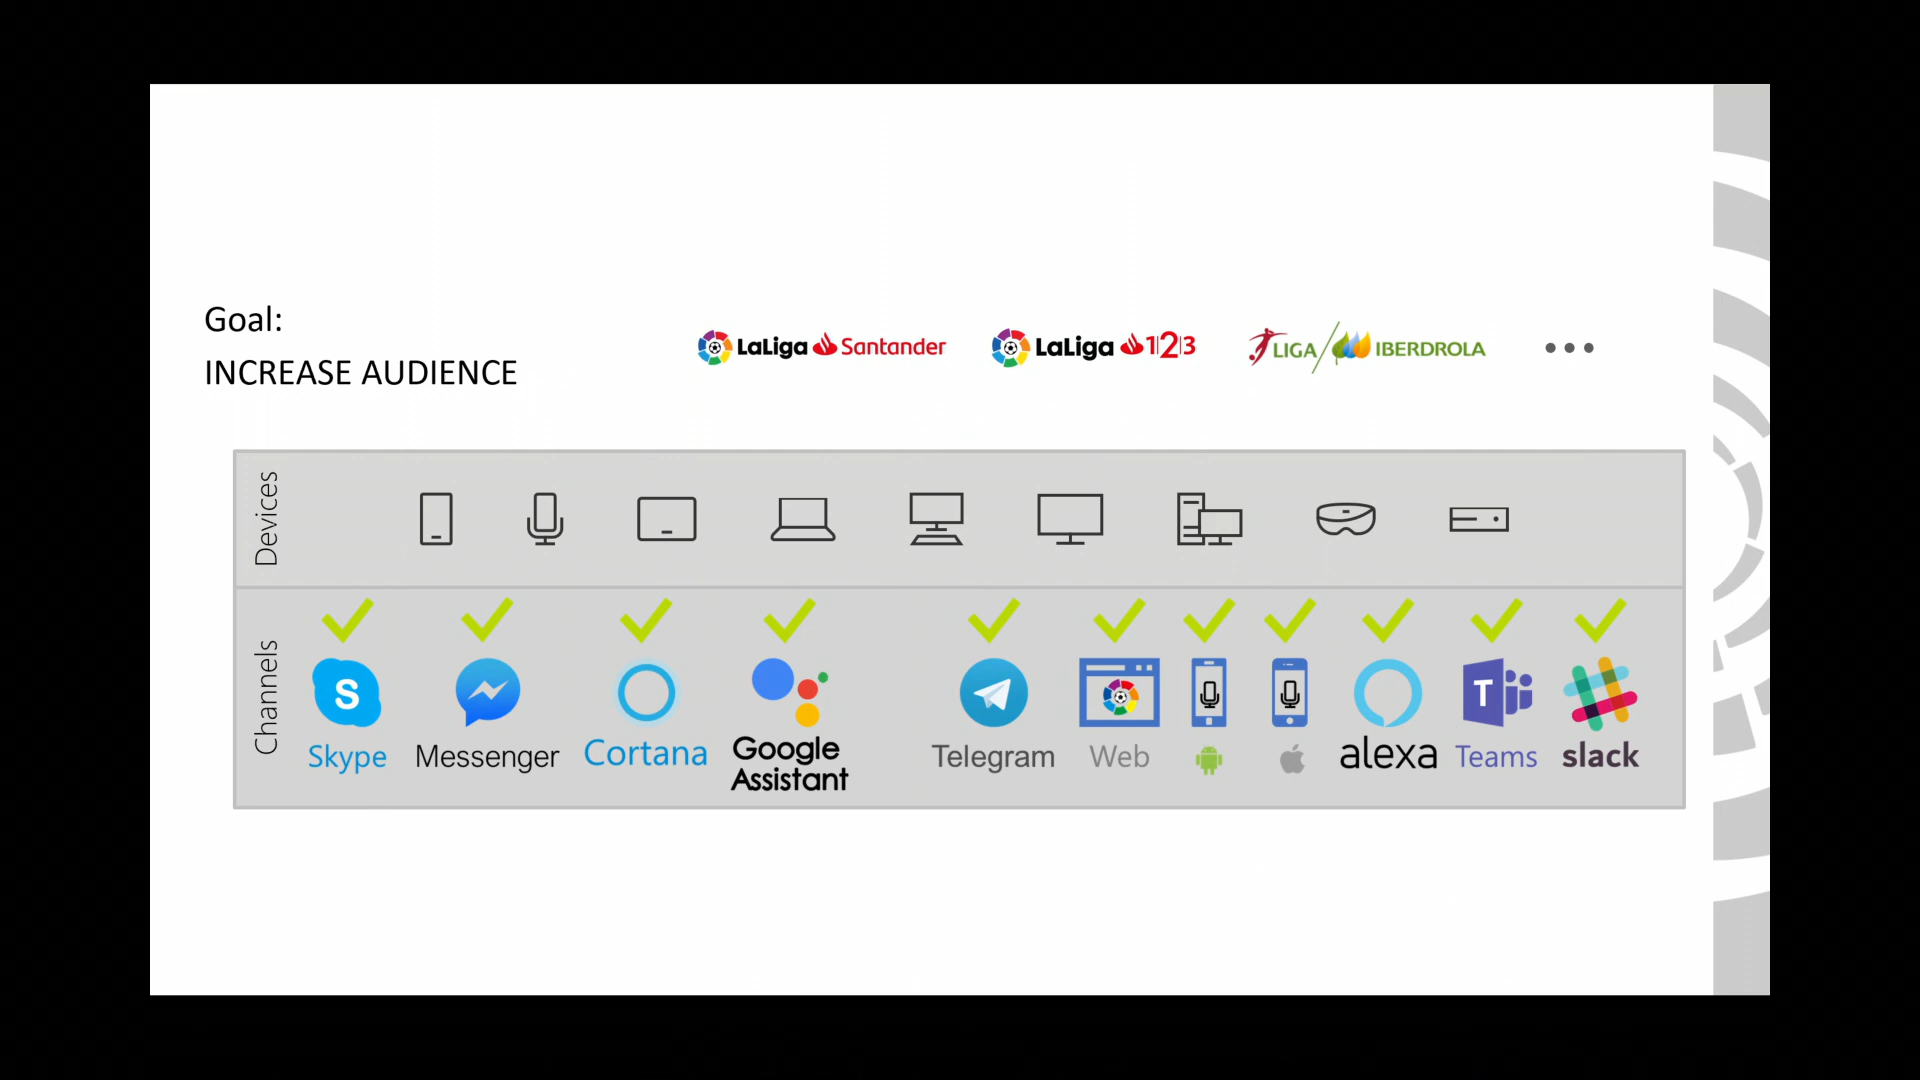 Goal:
INCREASE AUDIENCE
LaLiga Santander
LaLiga 1|2|3
LIGA / IBERDROLA
...
Devices
Channels
S
Skype
Messenger
Cortana
Google
Assistant
Telegram
Web
alexa
T
Teams
slack